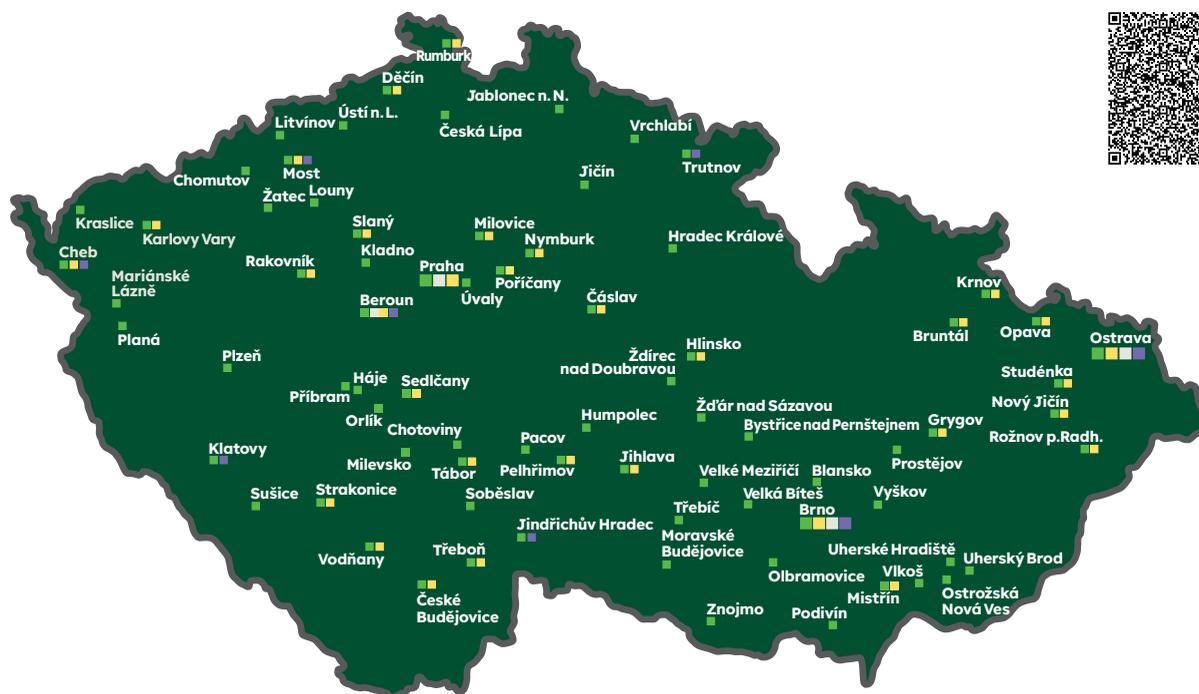 Rumburk
Děčín
Jablonec n. N.
Ústí n. L.
Litvínov
Česká Lípa
Vrchlabí
Trutnov
Most
Chomutov
Jičín
Žatec
Louny
Kraslice
Karlovy Vary
Slaný
Milovice
Nymburk
Hradec Králové
Cheb
Kladno
Rakovník
Praha
Poříčany
Mariánské
Lázně
Úvaly
Beroun
Čáslav
Krnov
Planá
Bruntál
Opava
Ostrava
Hlinsko
Plzeň
Ždírec
nad Doubravou
Studénka
Háje
Sedlčany
Příbram
Nový Jičín
Žďár nad Sázavou
Orlík
Humpolec
Bystřice nad Pernštejnem
Grygov
Chotoviny
Rožnov p.Radh.
Klatovy
Pacov
Milevsko
Tábor
Pelhřimov
Jihlava
Prostějov
Velké Meziříčí
Blansko
Sušice
Strakonice
Soběslav
Velká Bíteš
Vyškov
Třebíč
Brno
Jindřichův Hradec
Moravské
Budějovice
Vodňany
Třeboň
Uherské Hradiště
Uherský Brod
Olbramovice
Vlkoš
České
Budějovice
Mistřín
Ostrožská
Nová Ves
Znojmo
Podivín